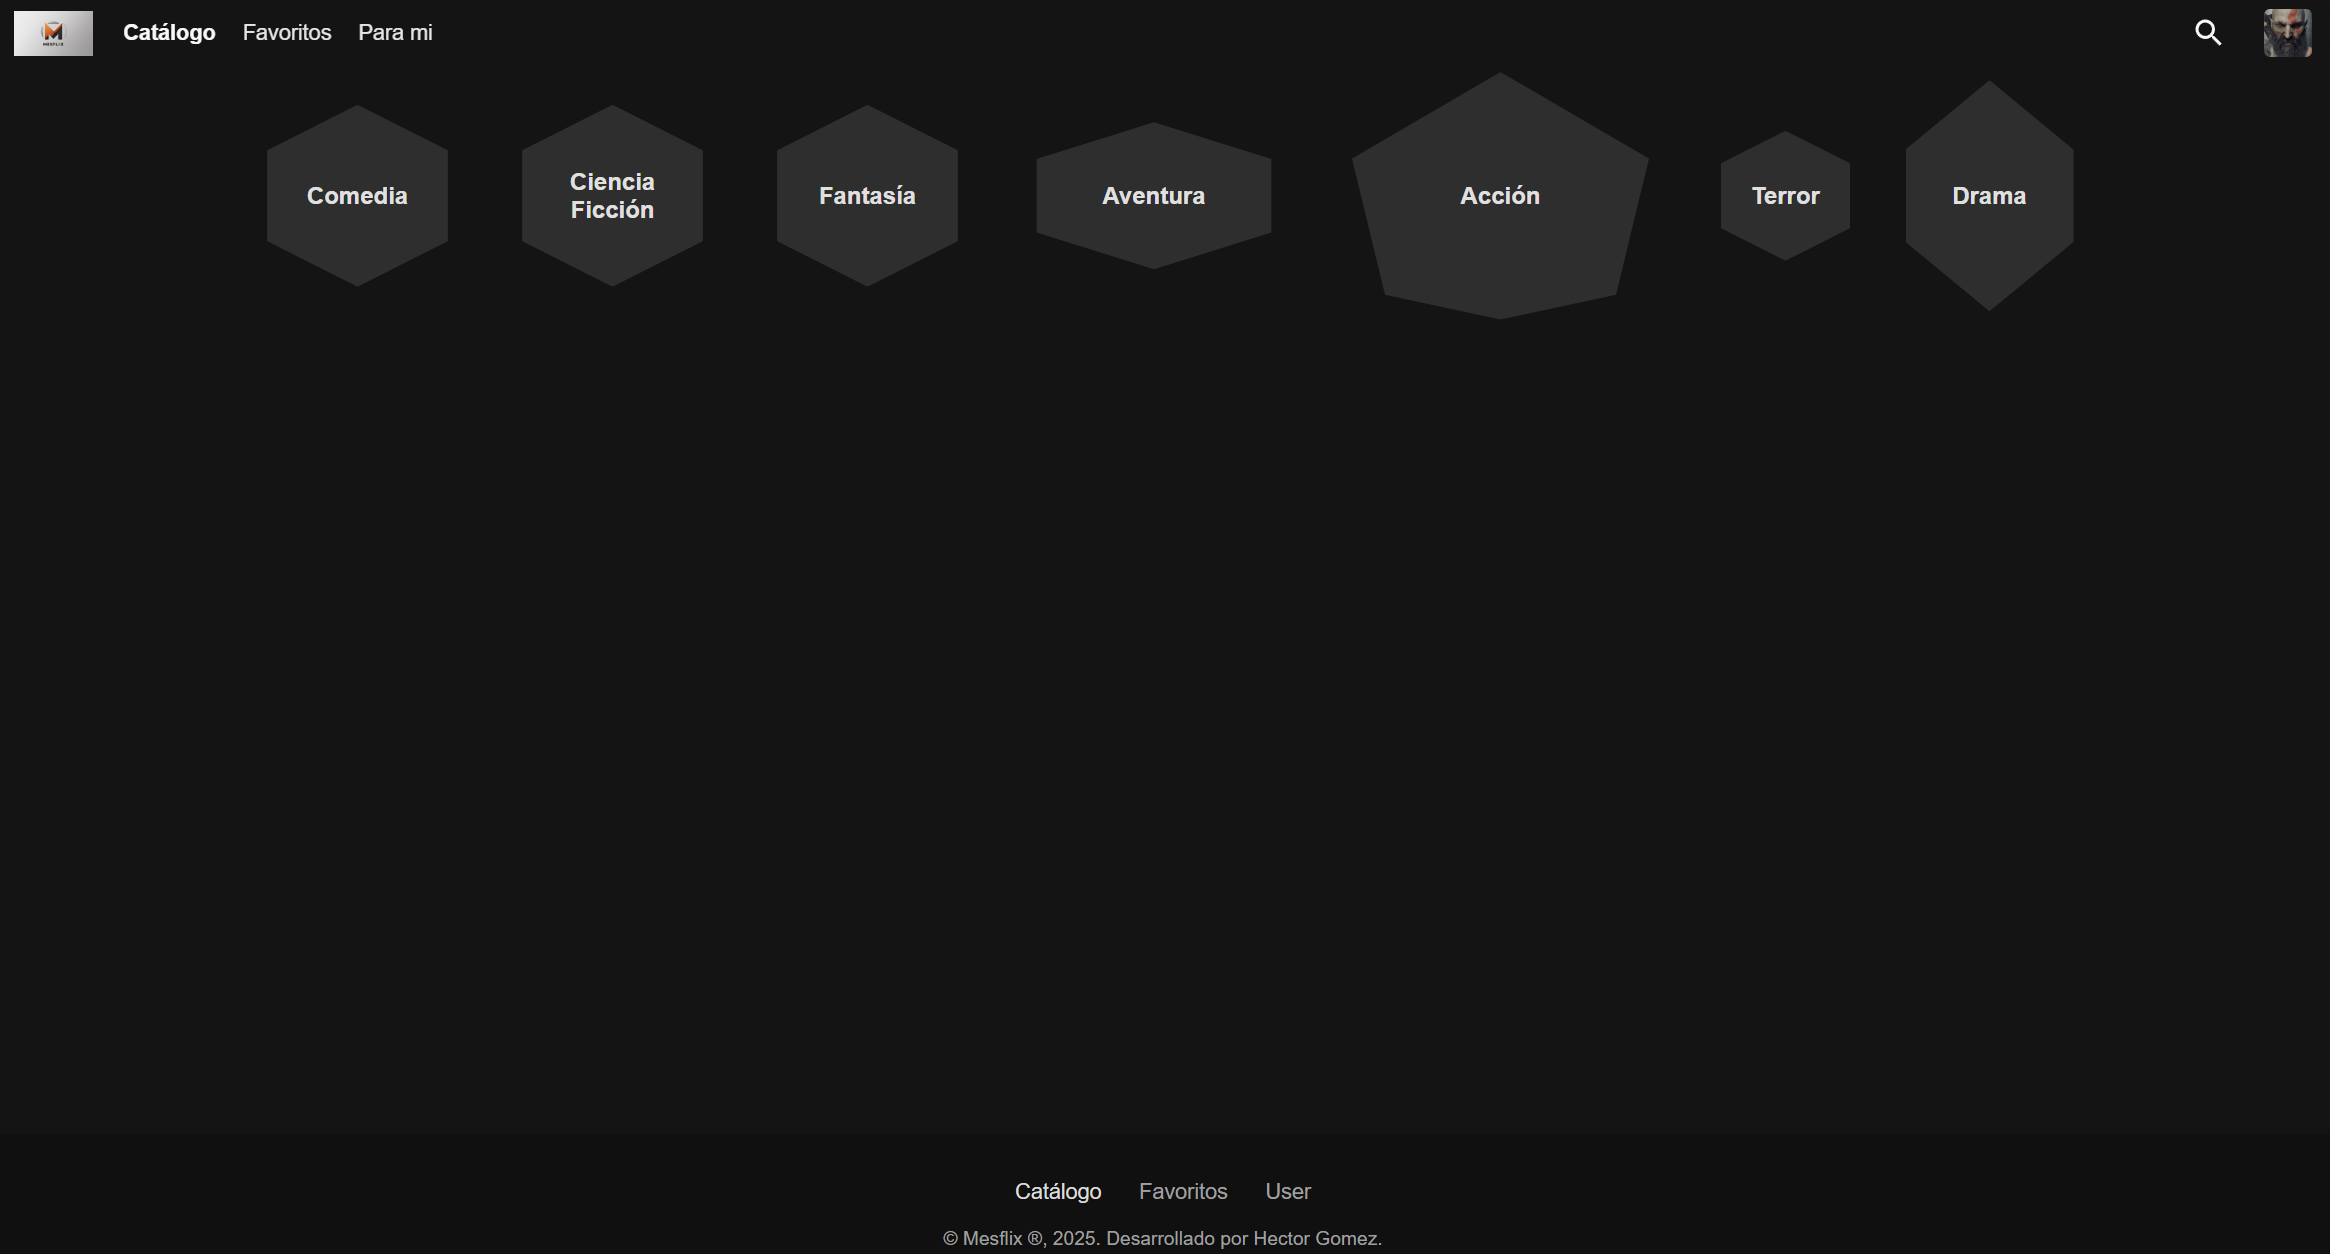 MESFLIX
Catálogo
Favoritos
Para mi
Comedia
Ciencia
Ficción
Fantasía
Aventura
Acción
Terror
Drama
Catálogo
Favoritos
User
© Mesflix ®, 2025. Desarrollado por Hector Gomez.